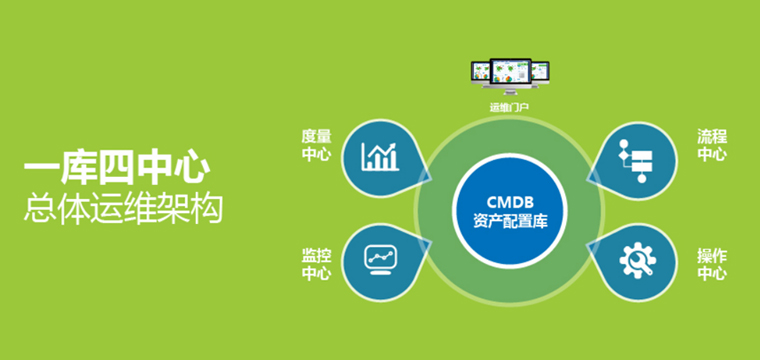 一库四中心
总体运维架构
运维门户
度量
中心
流程
中心
CMDB
资产配置库
监控
中心
操作
中心